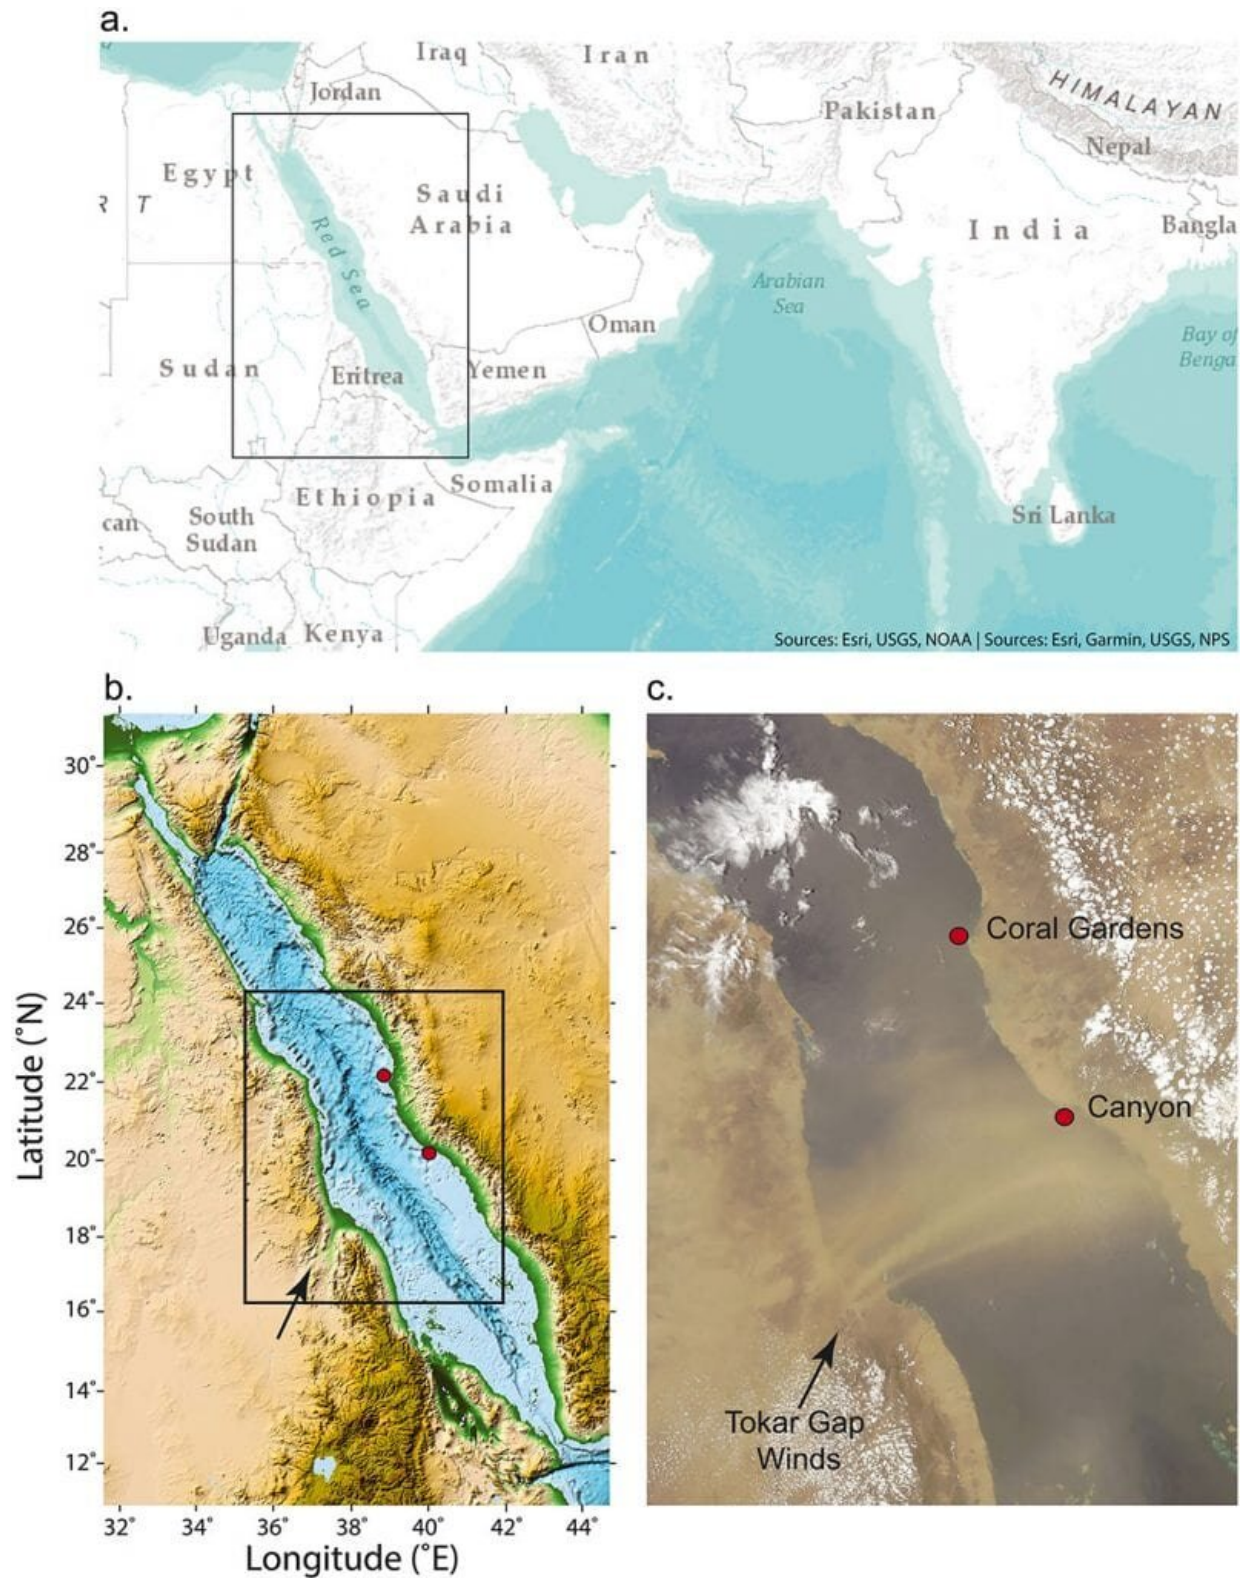 a.
Iraq
Iran
Jordan
Pakistan
HIMALAYAN
Nepal
Egypt
Saudi
Arabia
R T
India
Bangla
Red Sea
Arabian
Sea
Oman
Bay of
Benga
Sudan
Eritrea
Yemen
Ethiopia
Somalia
can
South
Sudan
Sri Lanka
Uganda
Kenya
Sources: Esri, USGS, NOAA | Sources: Esri, Garmin, USGS, NPS
b.
30˚
28˚
26˚
24˚
22˚
20˚
18˚
16˚
14˚
12˚
Latitude (˚N)
32˚ 34˚ 36˚ 38˚ 40˚ 42˚ 44˚
Longitude (˚E)
c.
Coral Gardens
Canyon
Tokar Gap
Winds